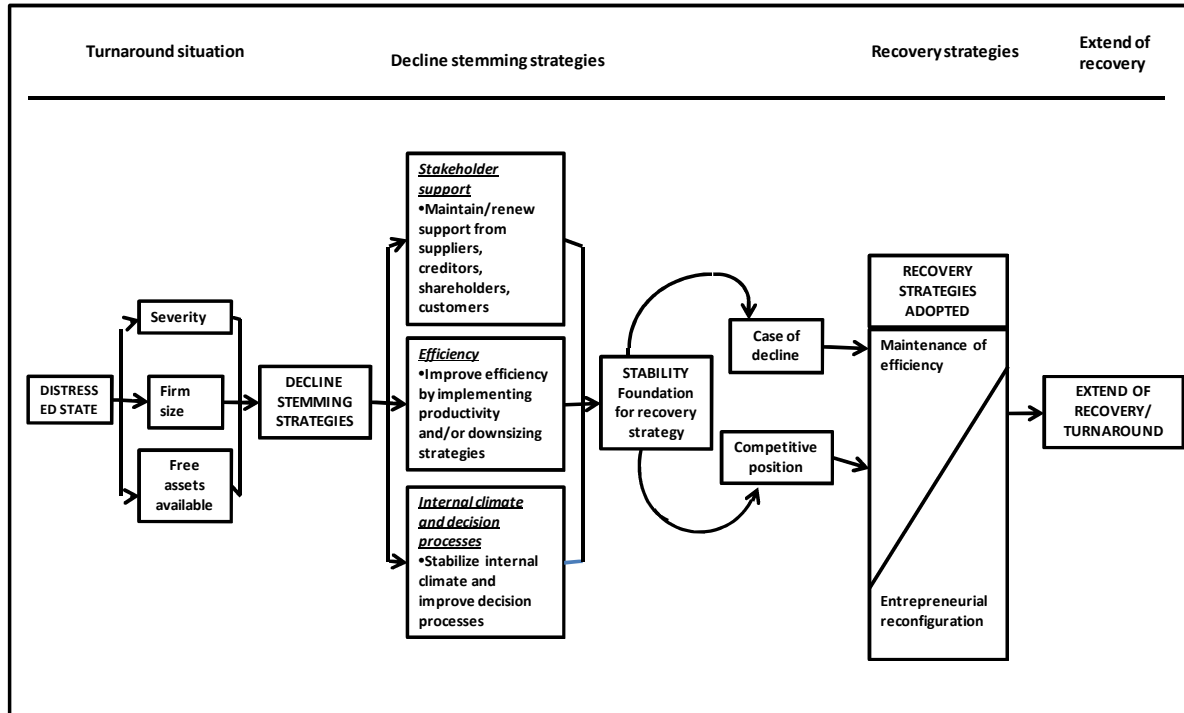 Turnaround situation
Decline stemming strategies
Recovery strategies
Extend of
recovery
Stakeholder
support
•Maintain/renew
support from
suppliers,
creditors,
shareholders,
customers
Severity
Firm
size
Free
assets
available
DISTRESS
ED STATE
DECLINE
STEMMING
STRATEGIES
Efficiency
•Improve efficiency
by implementing
productivity
and/or downsizing
strategies
Internal climate
and decision
processes
•Stabilize internal
climate and
improve decision
processes
STABILITY
Foundation
for recovery
strategy
Case of
decline
Competitive
position
RECOVERY
STRATEGIES
ADOPTED
Maintenance of
efficiency
Entrepreneurial
reconfiguration
EXTEND OF
RECOVERY/
TURNAROUND